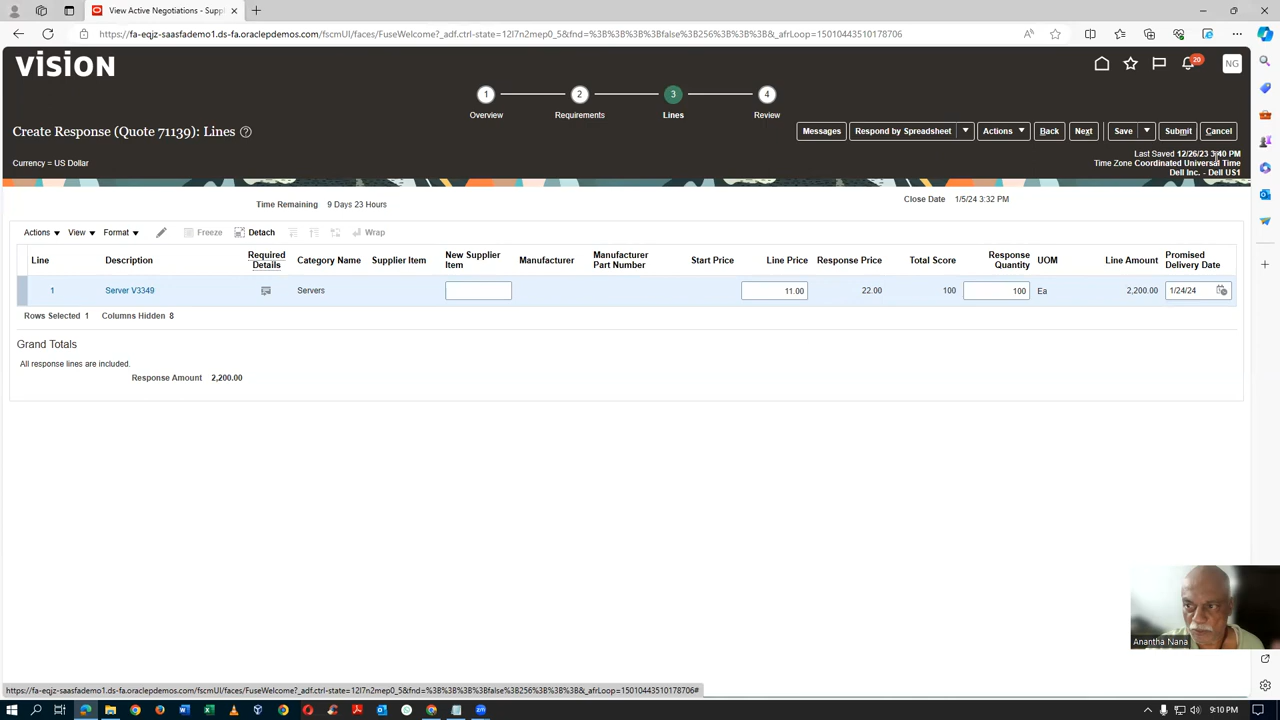 View Active Negotiations - Supp
https://fa-eqjz-saasfademo1.ds-fa.oraclepdemos.com/fscmUI/faces/FuseWelcome?_adf.ctrl-state=12l7n2mep0_5&fnd=%3B%3B%3B%3Bfalse%3B256%3B%3B%3B&_afrLoop=15010443510178706
vision
20
NG
1 2 3 4
Overview Requirements Lines Review
Create Response (Quote 71139): Lines
Messages Respond by Spreadsheet Actions Back Next Save Submit Cancel
Last Saved 12/26/23 3:40 PM
Currency = US Dollar
Time Zone Coordinated Universal Time
Dell Inc. - Dell US1
Time Remaining 9 Days 23 Hours
Close Date 1/5/24 3:32 PM
Actions View Format Freeze Detach Wrap
Line Description Required Details Category Name Supplier Item New Supplier Item Manufacturer Manufacturer Part Number Start Price Line Price Response Price Total Score Response Quantity UOM Line Amount Promised Delivery Date
1 Server V3349 Servers 11.00 22.00 100 100 Ea 2,200.00 1/24/24
Rows Selected 1 Columns Hidden 8
Grand Totals
All response lines are included.
Response Amount 2,200.00
Anantha Nana
https://fa-eqjz-saasfademo1.ds-fa.oraclepdemos.com/fscmUI/faces/FuseWelcome?_adf.ctrl-state=12l7n2mep0_5&fnd=%3B%3B%3B%3Bfalse%3B256%3B%3B%3B&_afrLoop=15010443510178706#
9:10 PM